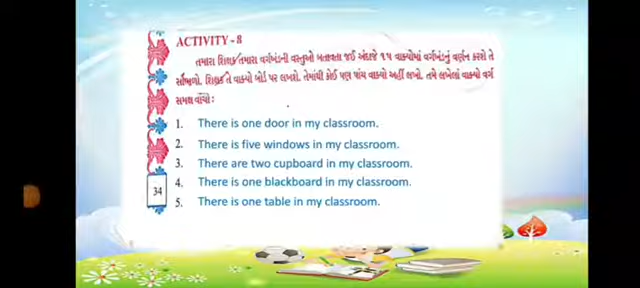 ACTIVITY - 8
તમારા શિક્ષક તમારા વર્ગખંડની વસ્તુઓ બતાવતા જઈ અંદાજે ૧૫ વાક્યોમાં વર્ગખંડનું વર્ણન કરશે તે
સાંભળો. શિક્ષક તે વાક્યો બોર્ડ પર લખશે. તેમાંથી કોઈ પણ પાંચ વાક્યો અહીં લખો. તમે લખેલાં વાક્યો વર્ગ
સમક્ષ વાંચો :
1. There is one door in my classroom.
2. There is five windows in my classroom.
3. There are two cupboard in my classroom.
4. There is one blackboard in my classroom.
34
5. There is one table in my classroom.